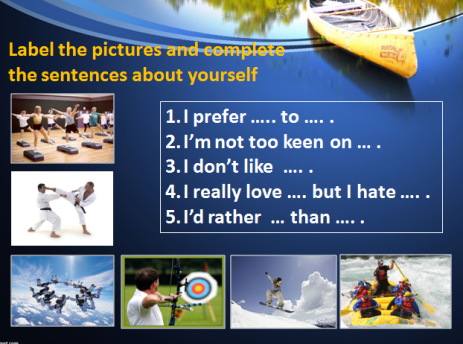 Label the pictures and complete
the sentences about yourself
1. I prefer ..... to .... .
2. I'm not too keen on ... .
3. I don't like .... .
4. I really love .... but I hate .... .
5. I'd rather ... than .... .